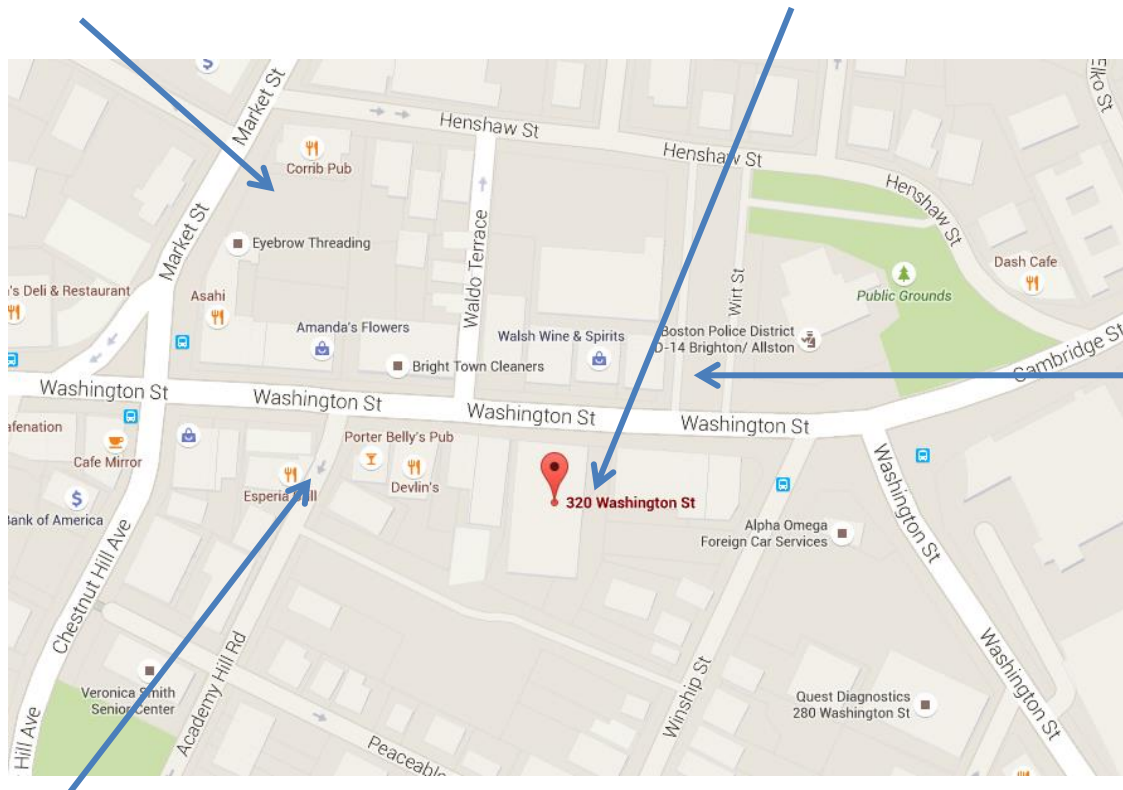 $
Market St
Henshaw St
Elko St
Corrib Pub
Henshaw St
Henshaw St
Market St
Eyebrow Threading
Waldo Terrace
Wirt St
Dash Cafe
Public Grounds
's Deli & Restaurant
Asahi
Amanda's Flowers
Walsh Wine & Spirits
Boston Police District
D-14 Brighton/ Allston
Bright Town Cleaners
Cambridge St
Washington St
Washington St
Washington St
Washington St
afenation
Cafe Mirror
Porter Belly's Pub
Devlin's
Esperia
320 Washington St
Washington St
$
Bank of America
Alpha Omega
Foreign Car Services
Chestnut Hill Ave
Academy Hill Rd
Winship St
Washington St
Veronica Smith
Senior Center
Quest Diagnostics
280 Washington St
Hill Ave
Peaceable